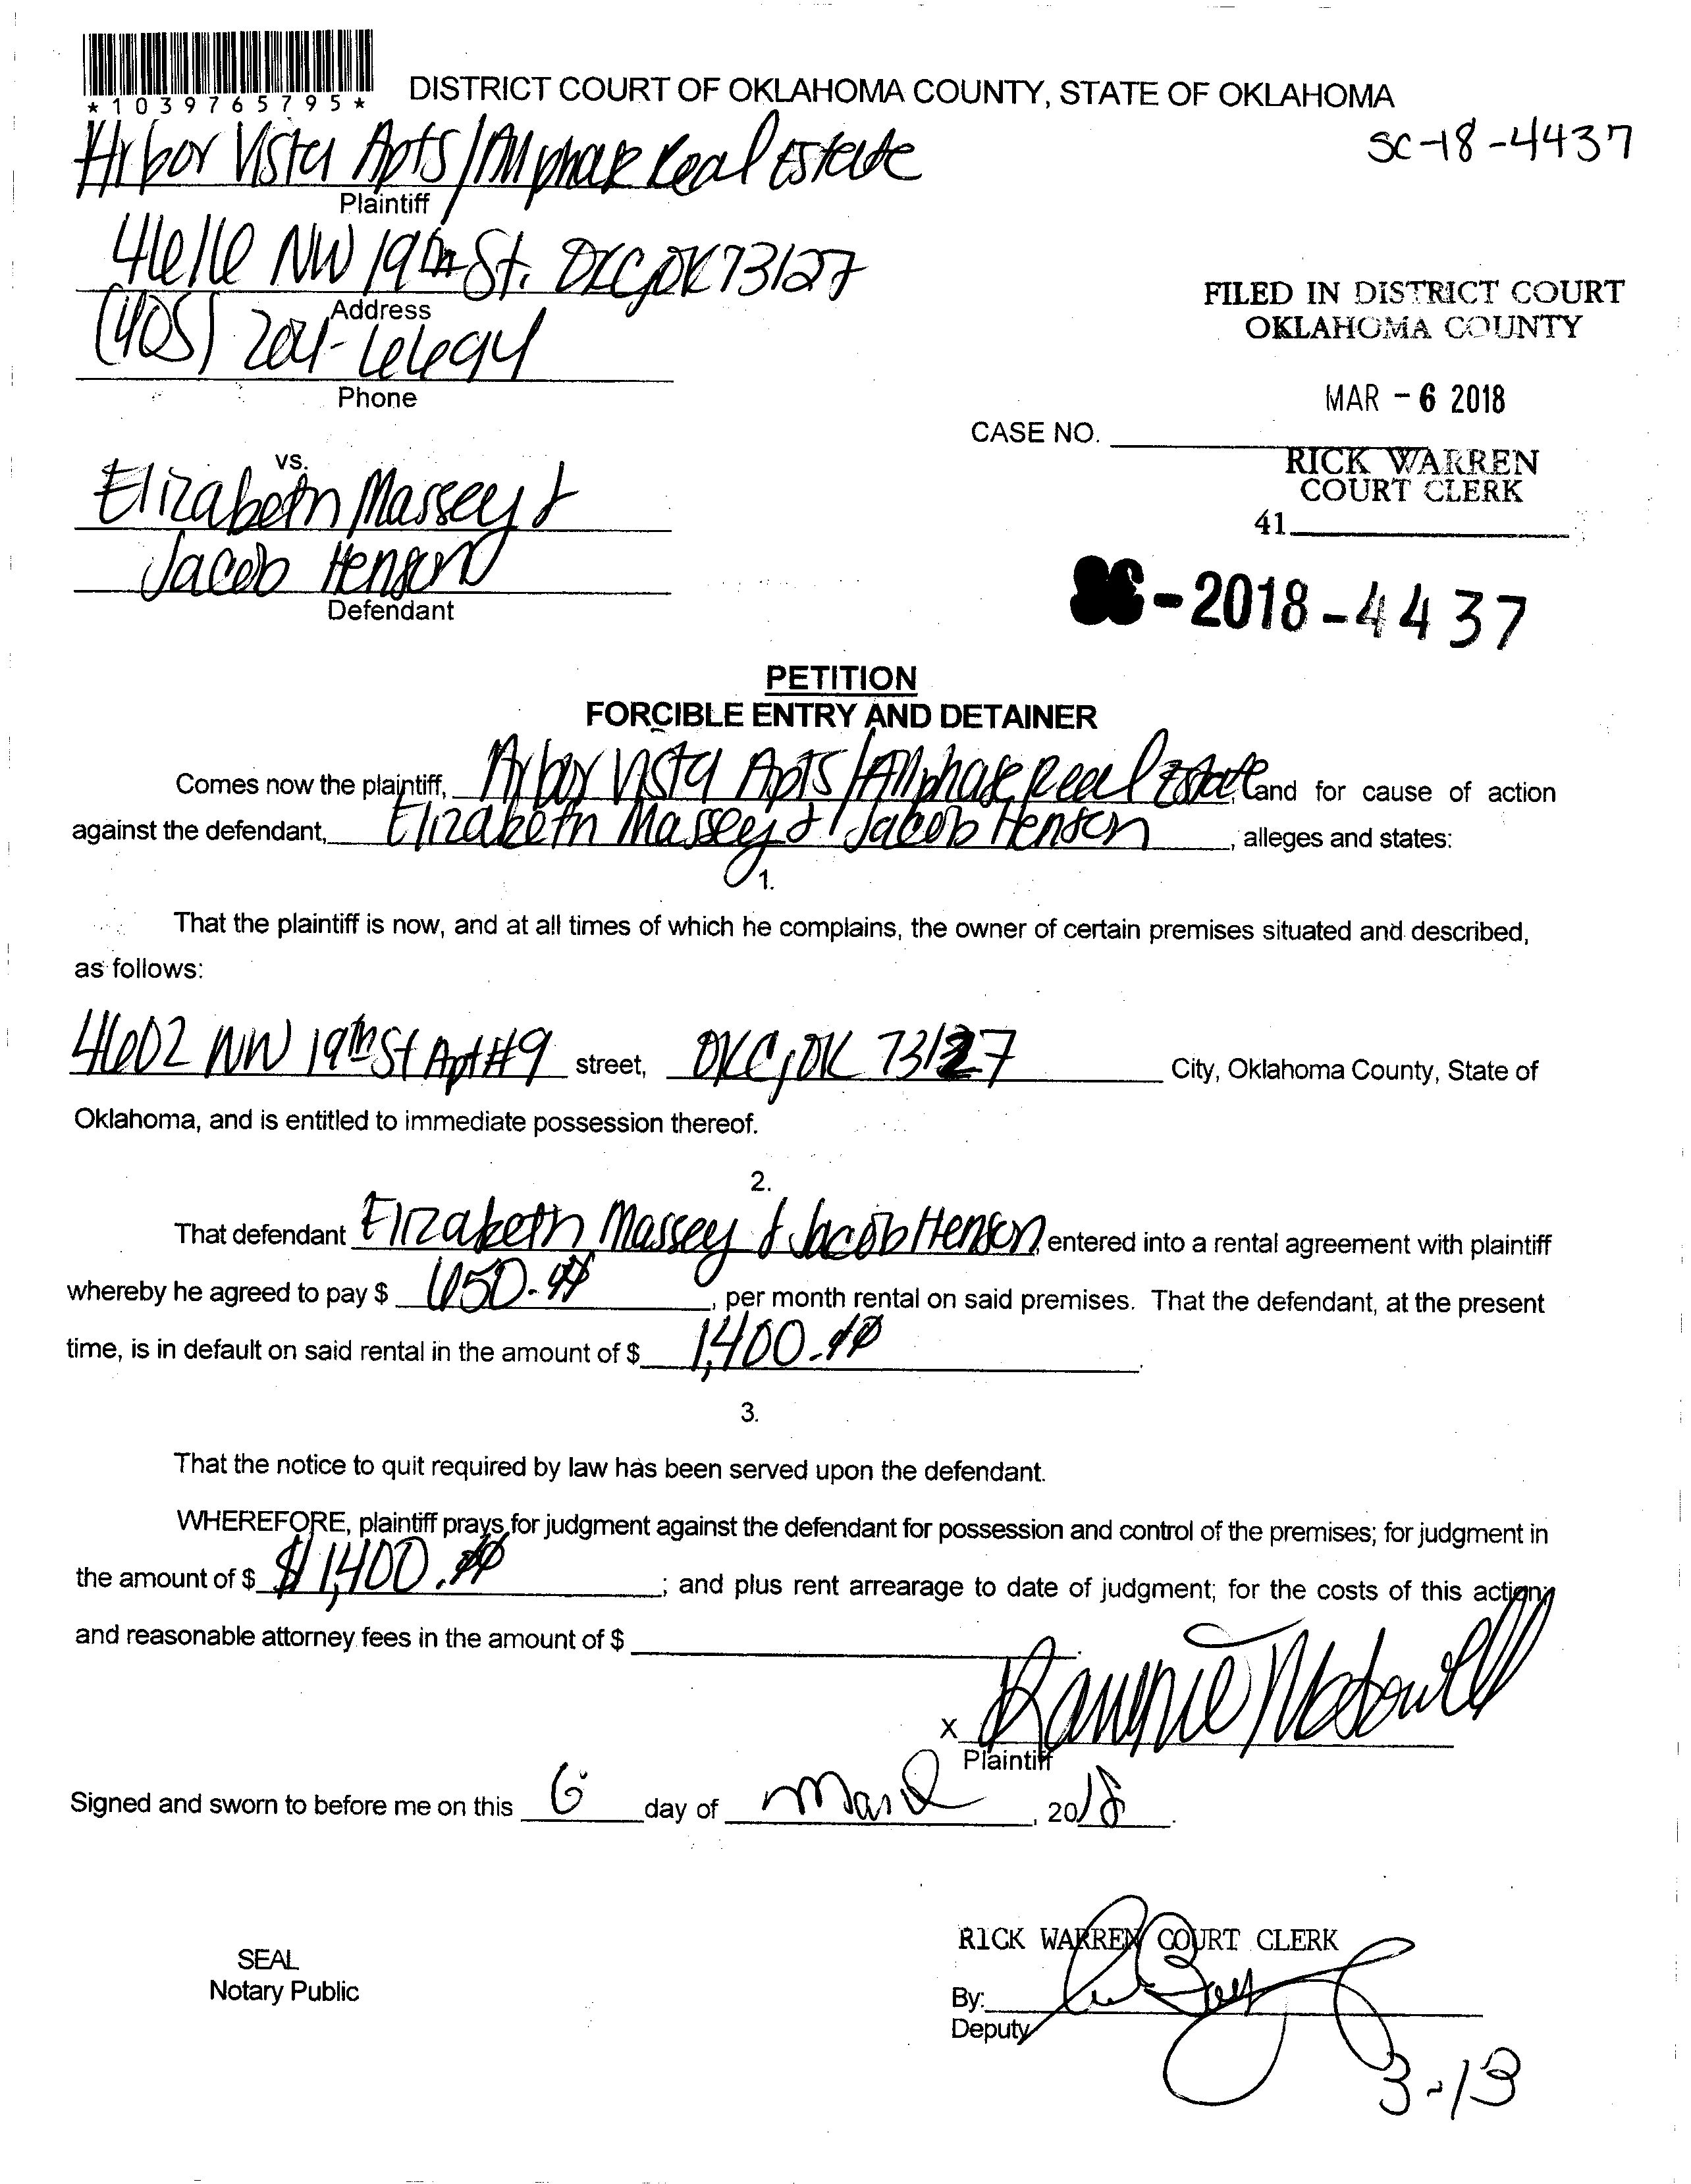 *1039765795*
DISTRICT COURT OF OKLAHOMA COUNTY, STATE OF OKLAHOMA
SC-18-4437
Arbor Vista Apts/Allphase Real Estate
Plaintiff
4616 NW 19th St. OKC, OK 73127
Address
(405) 204-6694
Phone
FILED IN DISTRICT COURT
OKLAHOMA COUNTY
MAR - 6 2018
CASE NO.
RICK WARREN
COURT CLERK
41
vs.
Elizabeth Massey &
Jacob Henson
Defendant
-2018-4437
PETITION
FORCIBLE ENTRY AND DETAINER
Comes now the plaintiff, Arbor Vista Apts/Allphase Real Estate, and for cause of action
against the defendant, Elizabeth Massey & Jacob Henson, alleges and states:
1.
That the plaintiff is now, and at all times of which he complains, the owner of certain premises situated and described,
as follows:
4602 NW 19th St Apt #9 street, OKC, OK 73127 City, Oklahoma County, State of
Oklahoma, and is entitled to immediate possession thereof.
2.
That defendant Elizabeth Massey & Jacob Henson, entered into a rental agreement with plaintiff
whereby he agreed to pay $ 650.00, per month rental on said premises. That the defendant, at the present
time, is in default on said rental in the amount of $ 1,400.00.
3.
That the notice to quit required by law has been served upon the defendant.
WHEREFORE, plaintiff prays for judgment against the defendant for possession and control of the premises; for judgment in
the amount of $ $1,400.00; and plus rent arrearage to date of judgment; for the costs of this action;
and reasonable attorney fees in the amount of $
x
Plaintiff
Signed and sworn to before me on this 6 day of March, 2018.
SEAL
Notary Public
RICK WARREN COURT CLERK
By:
Deputy
3-13